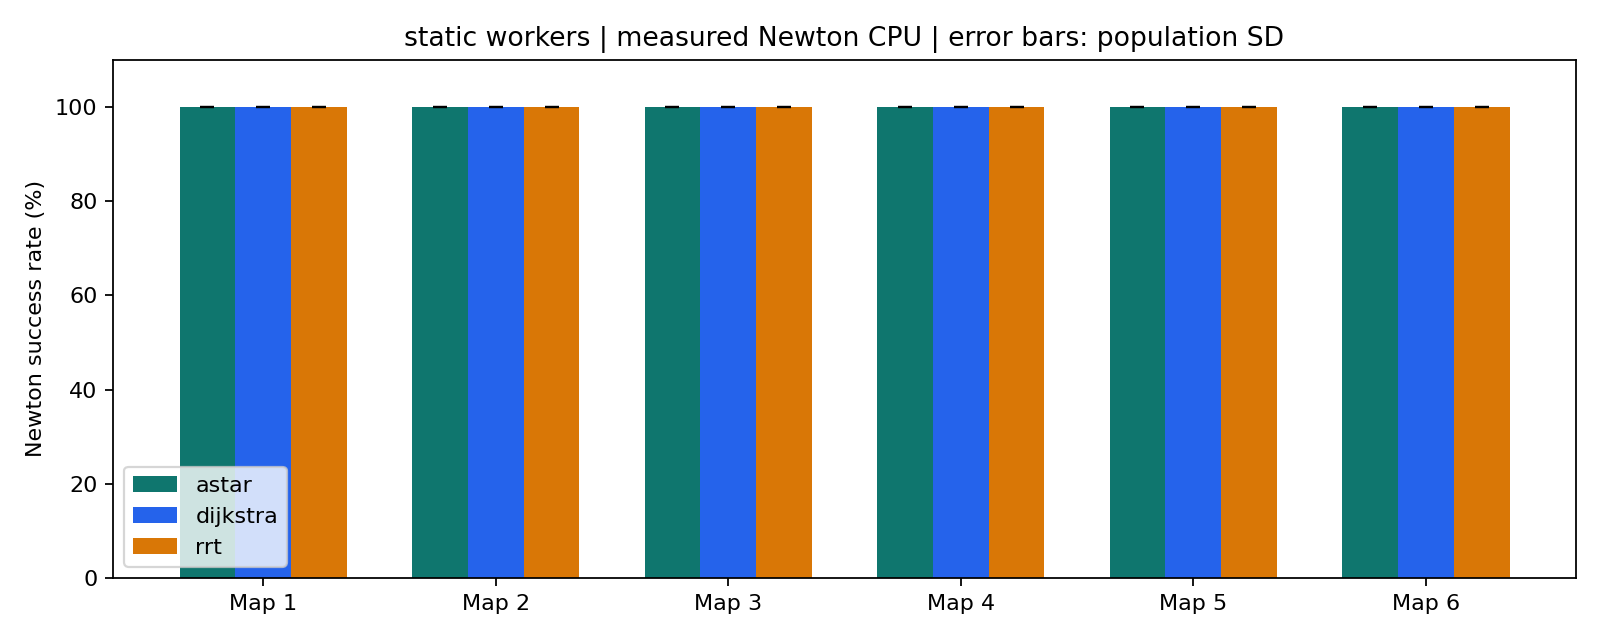 static workers | measured Newton CPU | error bars: population SD
Newton success rate (%)
100
80
60
40
20
0
astar
dijkstra
rrt
Map 1
Map 2
Map 3
Map 4
Map 5
Map 6